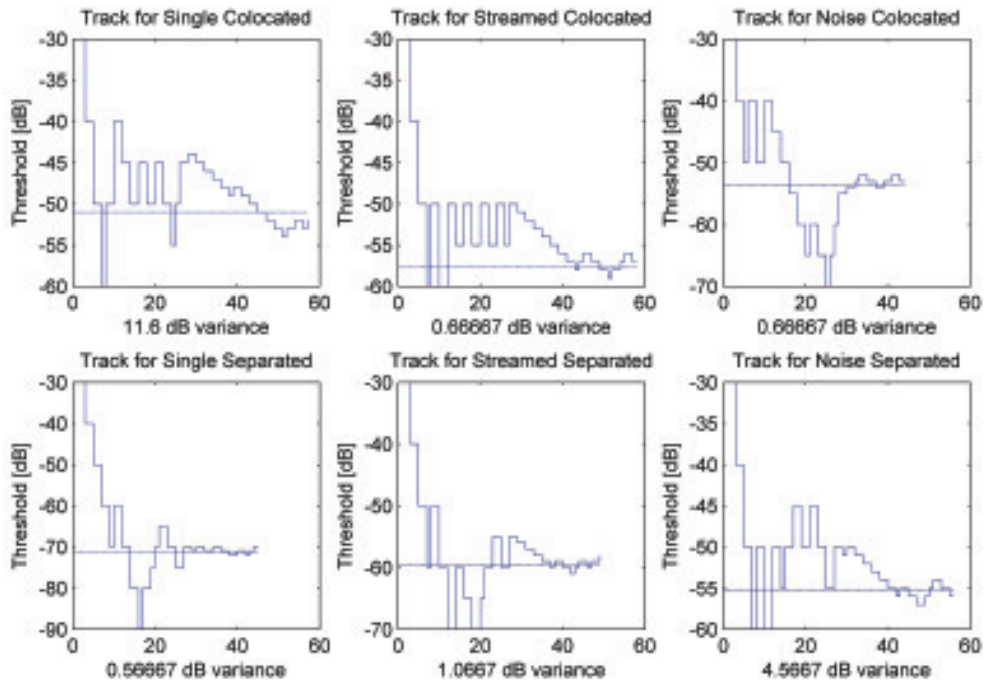 Track for Single Colocated
Track for Streamed Colocated
Track for Noise Colocated
Threshold [dB]
-30
-35
-40
-45
-50
-55
-60
0 20 40 60
11.6 dB variance
Threshold [dB]
-30
-40
-50
-55
-60
0 20 40 60
0.66667 dB variance
Threshold [dB]
-30
-40
-50
-60
-70
0 20 40 60
0.66667 dB variance
Track for Single Separated
Track for Streamed Separated
Track for Noise Separated
Threshold [dB]
-30
-40
-50
-60
-70
-80
-90
0 20 40 60
0.56667 dB variance
Threshold [dB]
-30
-40
-50
-60
-70
0 20 40 60
1.0667 dB variance
Threshold [dB]
-30
-35
-40
-45
-50
-55
-60
0 20 40 60
4.5667 dB variance